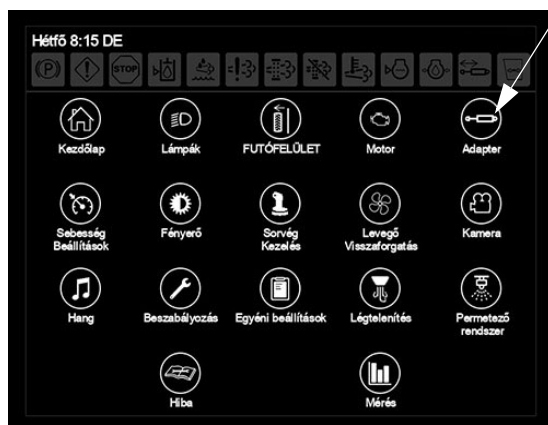 Hétfő 8:15 DE
(P) STOP
Kezdőlap Lámpák FUTÓFELÜLET Motor Adapter
Sebesség Beállítások Fényerő Sorvég Kezelés Levegő Visszaforgatás Kamera
Hang Beszabályozás Egyéni beállítások Légtelenítés Permetező rendszer
Hiba Mérés